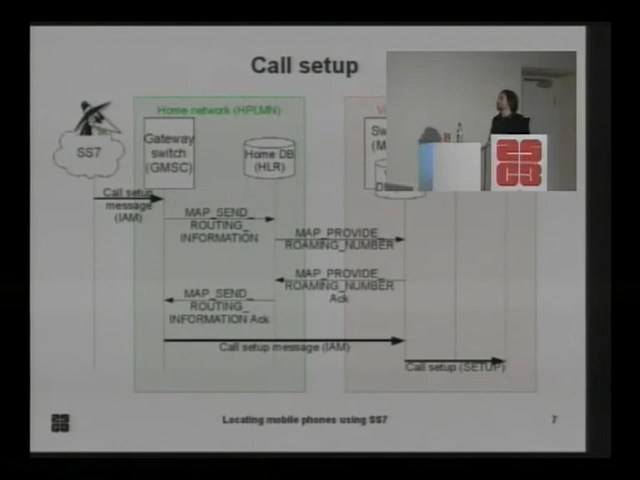 Call setup
Home network (HPLMN)
SS7
Gateway
switch
(GMSC)
Home DB
(HLR)
Call setup
message
(IAM)
MAP_SEND_
ROUTING_
INFORMATION
MAP_PROVIDE_
ROAMING_NUMBER
MAP_PROVIDE_
ROAMING_NUMBER
Ack
MAP_SEND_
ROUTING_
INFORMATION Ack
Call setup message (IAM)
Call setup (SETUP)
25
C3
Locating mobile phones using SS7
7